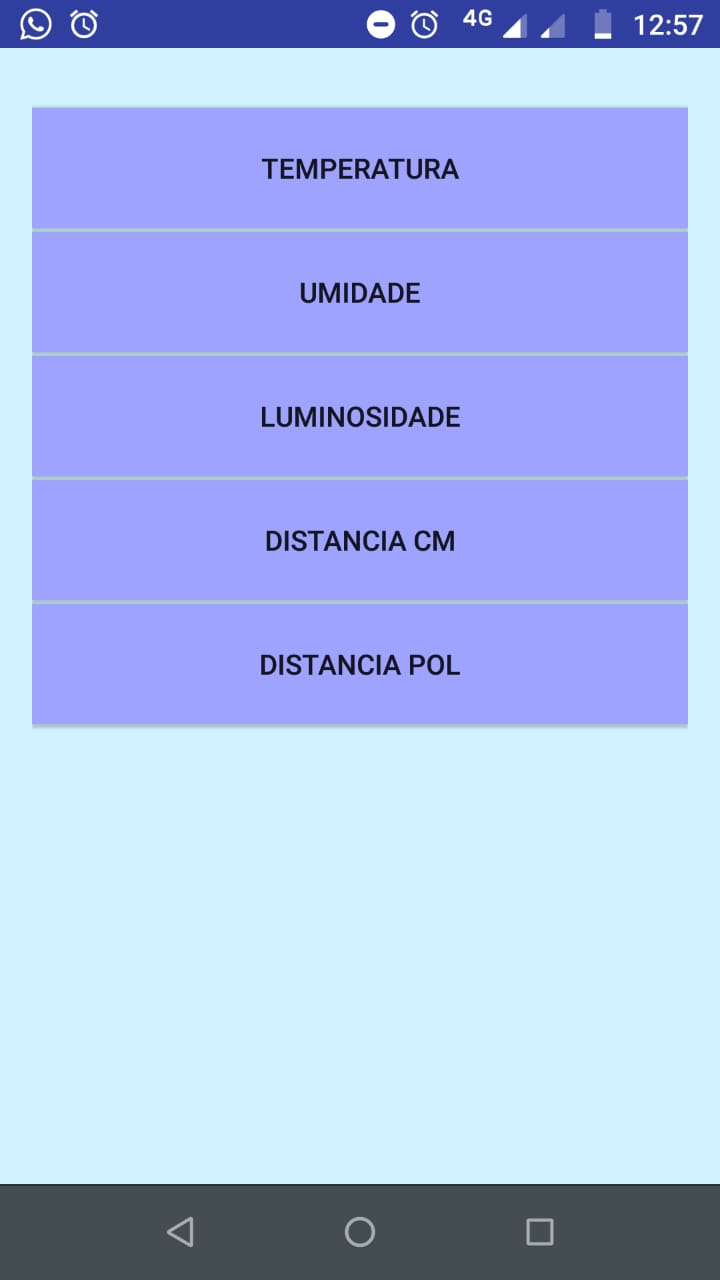 4G 12:57
TEMPERATURA
UMIDADE
LUMINOSIDADE
DISTANCIA CM
DISTANCIA POL